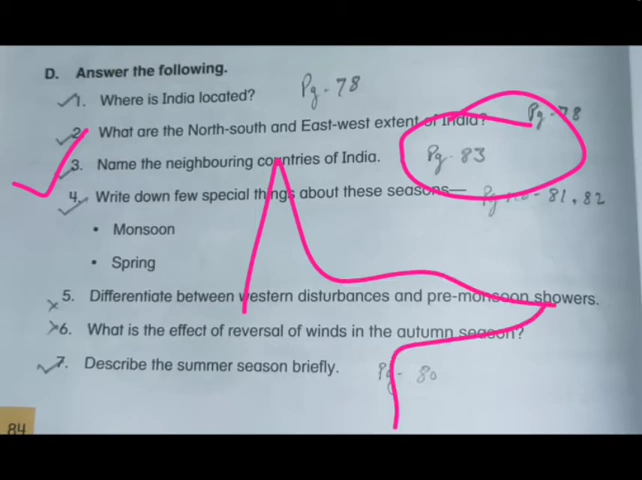 D. Answer the following.
1. Where is India located? Pg - 78
2. What are the North-south and East-west extent of India? Pg - 78
3. Name the neighbouring countries of India. Pg - 83
4. Write down few special things about these seasons— Pg no - 81, 82
• Monsoon
• Spring
5. Differentiate between western disturbances and pre-monsoon showers.
6. What is the effect of reversal of winds in the autumn season?
7. Describe the summer season briefly. Pg - 80
84